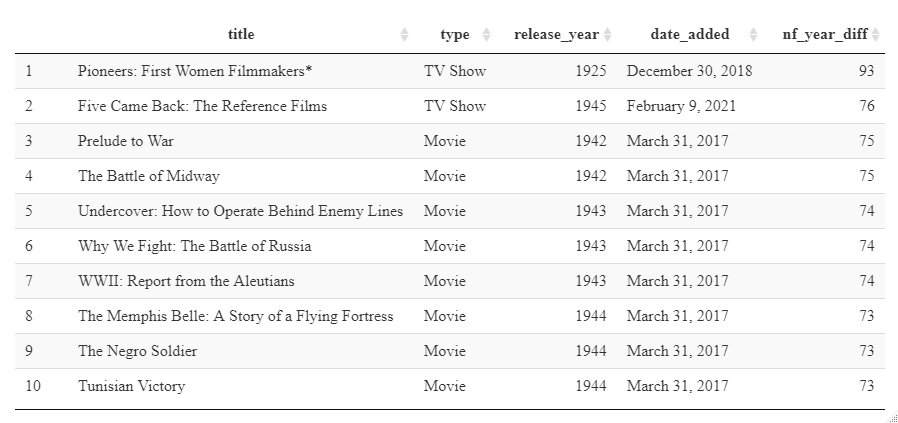 title type release_year date_added nf_year_diff
1 Pioneers: First Women Filmmakers* TV Show 1925 December 30, 2018 93
2 Five Came Back: The Reference Films TV Show 1945 February 9, 2021 76
3 Prelude to War Movie 1942 March 31, 2017 75
4 The Battle of Midway Movie 1942 March 31, 2017 75
5 Undercover: How to Operate Behind Enemy Lines Movie 1943 March 31, 2017 74
6 Why We Fight: The Battle of Russia Movie 1943 March 31, 2017 74
7 WWII: Report from the Aleutians Movie 1943 March 31, 2017 74
8 The Memphis Belle: A Story of a Flying Fortress Movie 1944 March 31, 2017 73
9 The Negro Soldier Movie 1944 March 31, 2017 73
10 Tunisian Victory Movie 1944 March 31, 2017 73